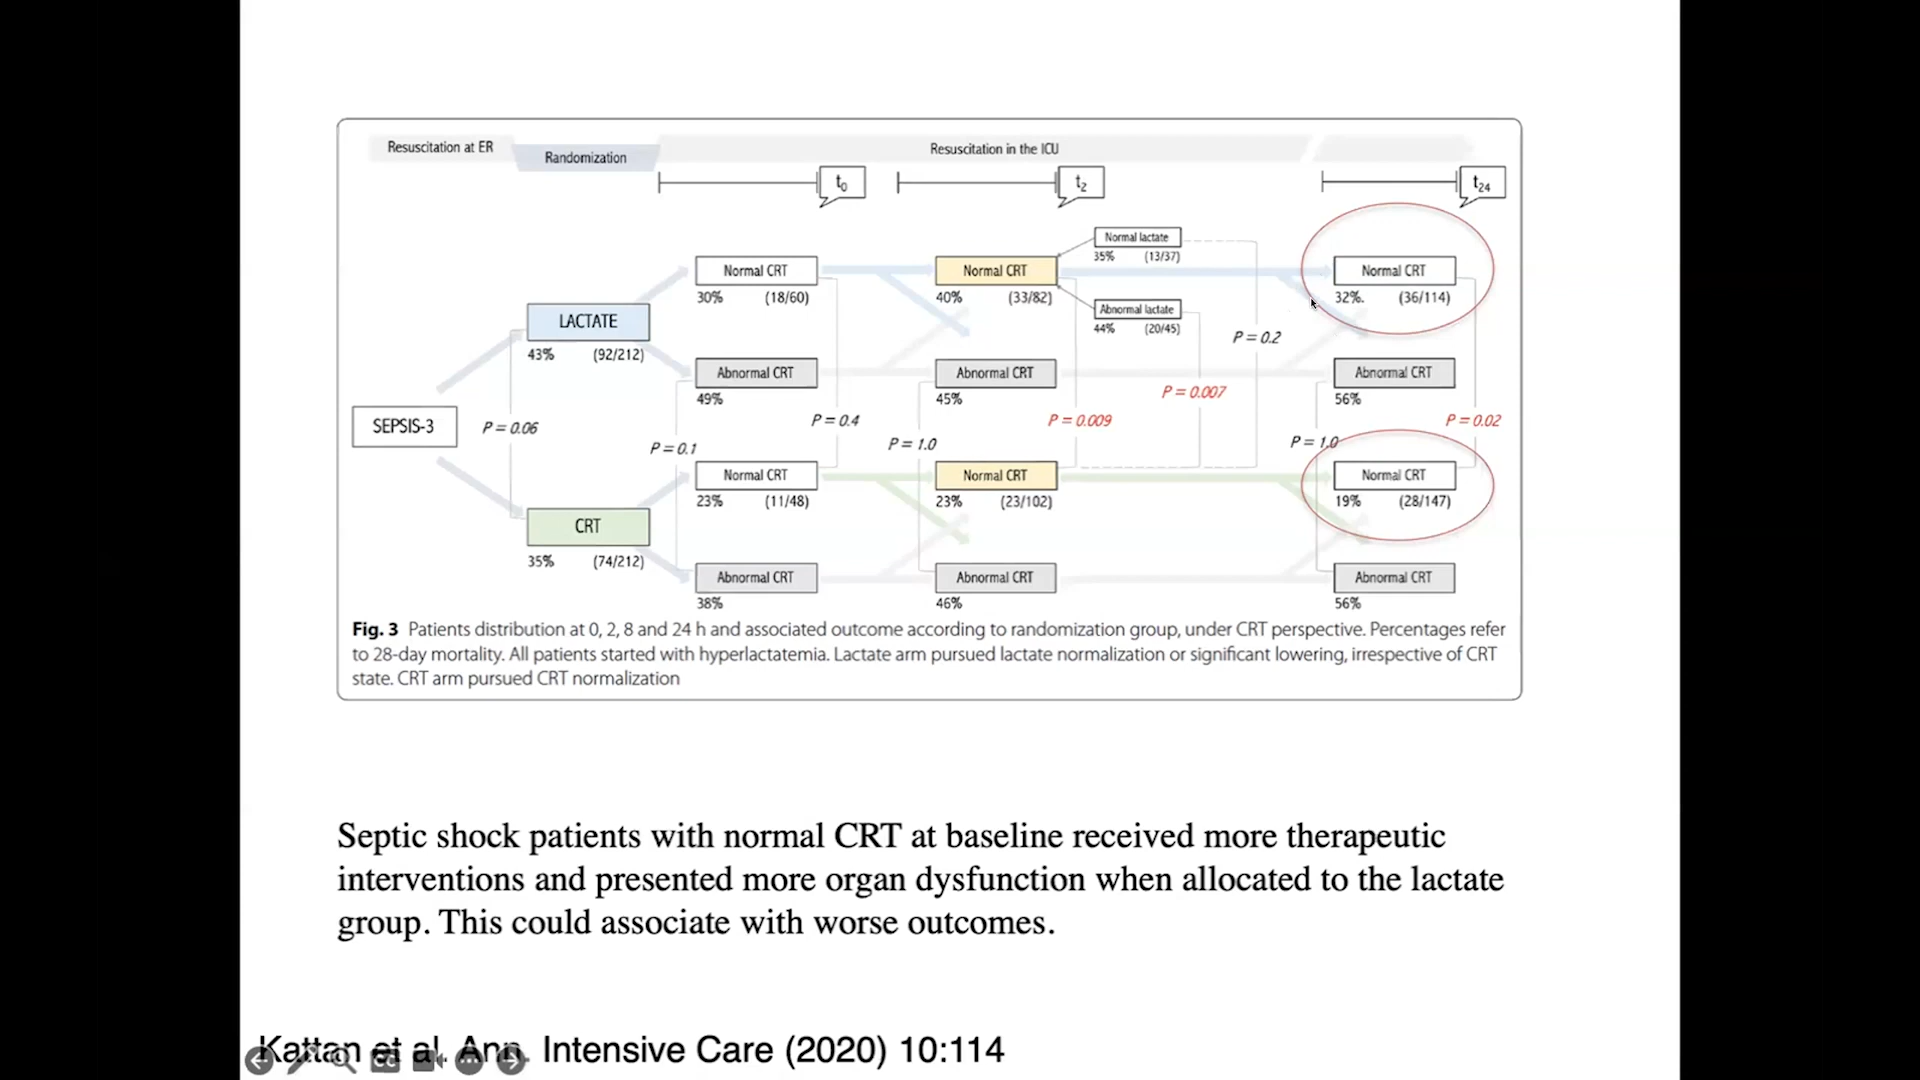 Resuscitation at ER
Randomization
Resuscitation in the ICU
t0
t2
t24
Normal lactate
35% (13/37)
Normal CRT
30% (18/60)
Normal CRT
40% (33/82)
Abnormal lactate
44% (20/45)
Normal CRT
32%. (36/114)
LACTATE
43% (92/212)
P = 0.2
Abnormal CRT
49%
Abnormal CRT
45%
P = 0.007
Abnormal CRT
56%
SEPSIS-3
P = 0.06
P = 0.1
P = 0.4
P = 1.0
P = 0.009
P = 1.0
P = 0.02
Normal CRT
23% (11/48)
Normal CRT
23% (23/102)
Normal CRT
19% (28/147)
CRT
35% (74/212)
Abnormal CRT
38%
Abnormal CRT
46%
Abnormal CRT
56%
Fig. 3 Patients distribution at 0, 2, 8 and 24 h and associated outcome according to randomization group, under CRT perspective. Percentages refer
to 28-day mortality. All patients started with hyperlactatemia. Lactate arm pursued lactate normalization or significant lowering, irrespective of CRT
state. CRT arm pursued CRT normalization
Septic shock patients with normal CRT at baseline received more therapeutic
interventions and presented more organ dysfunction when allocated to the lactate
group. This could associate with worse outcomes.
Kattan et al. Ann. Intensive Care (2020) 10:114
CC